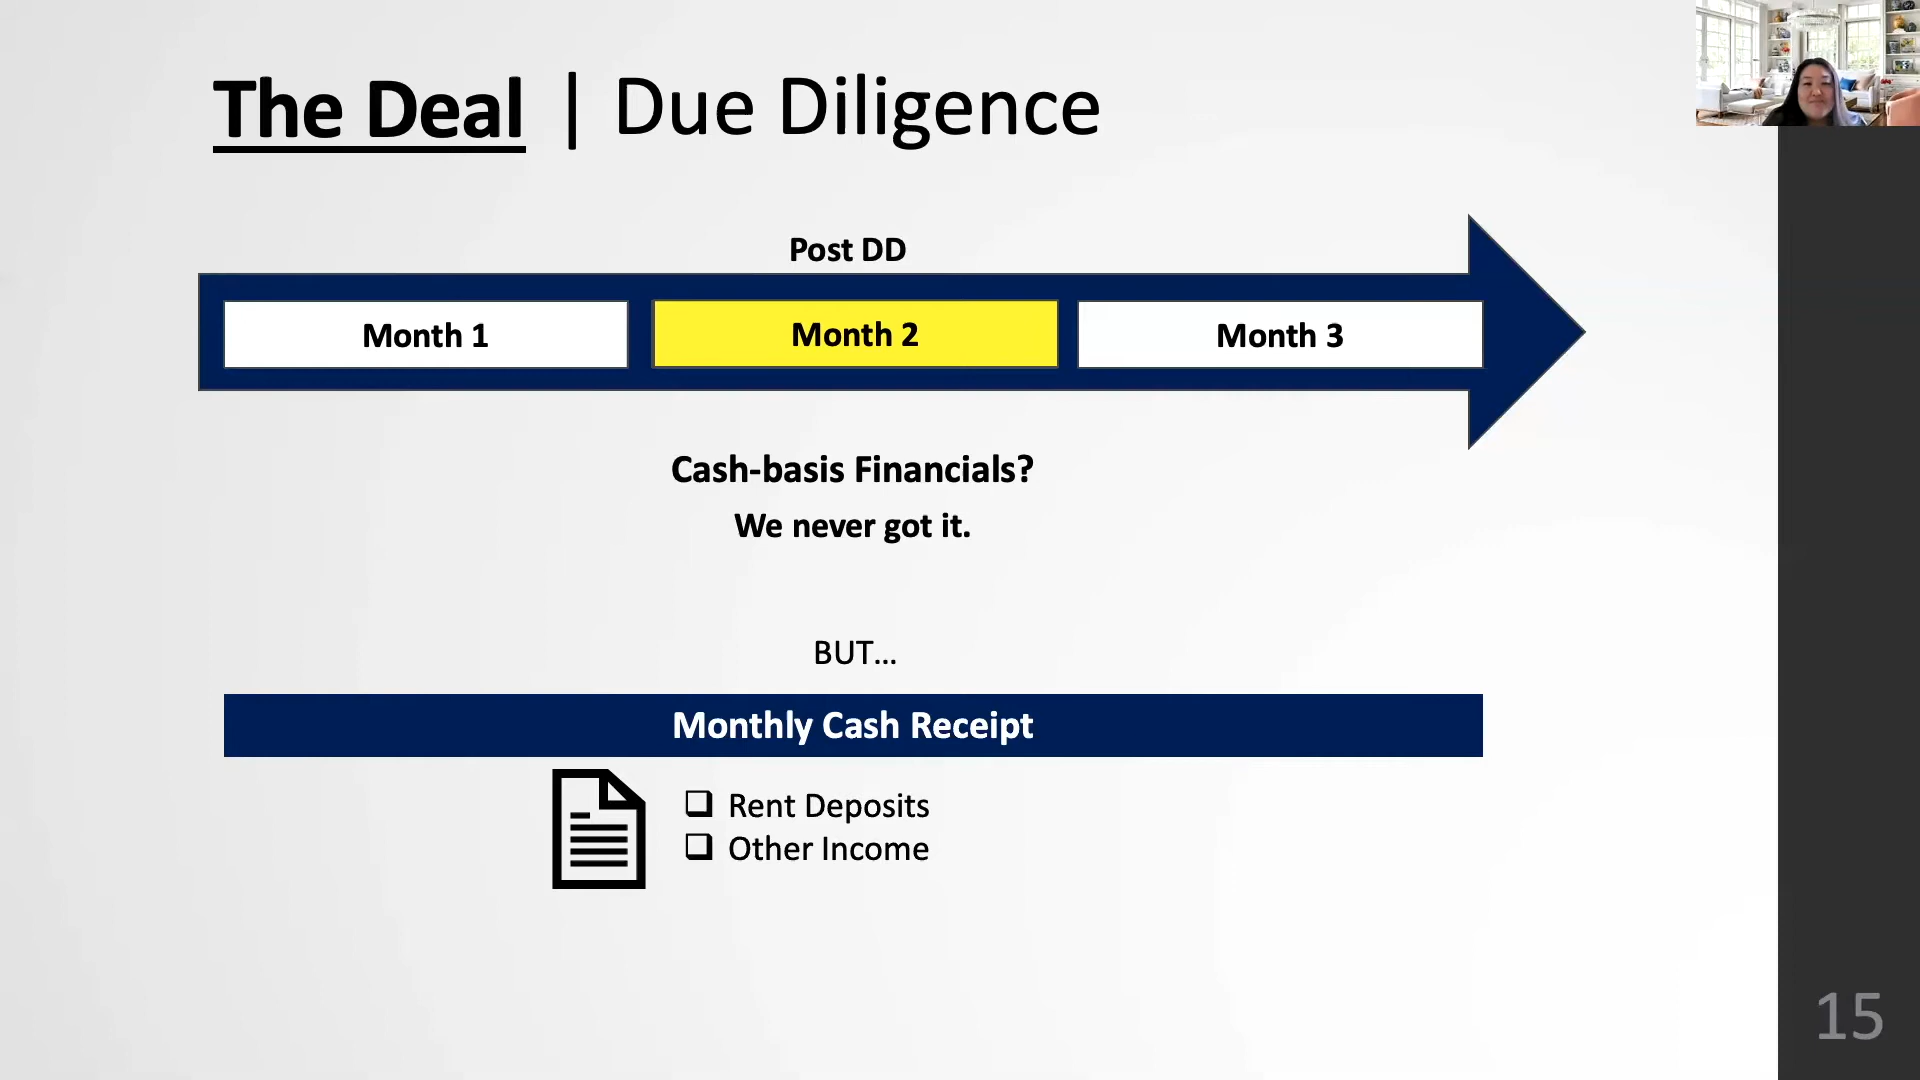 The Deal | Due Diligence
Post DD
Month 1
Month 2
Month 3
Cash-basis Financials?
We never got it.
BUT...
Monthly Cash Receipt
❑ Rent Deposits
❑ Other Income
15